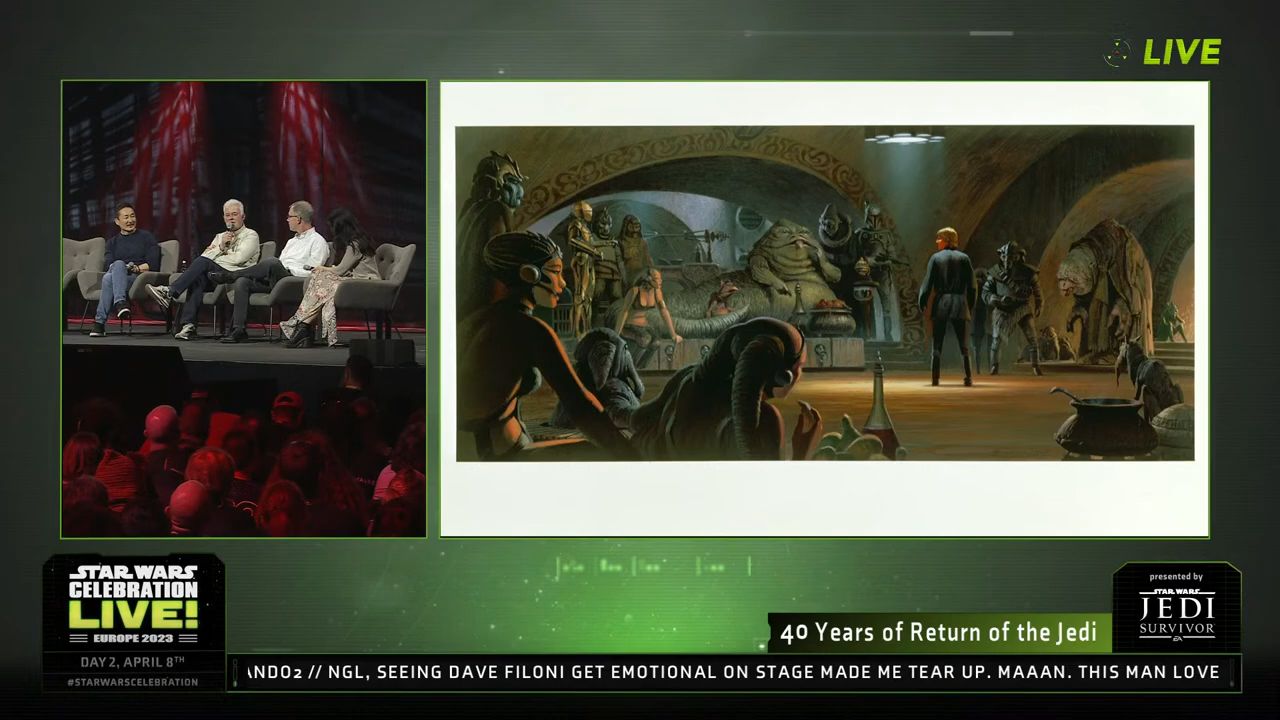 LIVE
STAR WARS
CELEBRATION
LIVE!
EUROPE 2023
DAY 2, APRIL 8TH
#STARWARSCELEBRATION
40 Years of Return of the Jedi
presented by
STAR WARS
JEDI
SURVIVOR
EA
ANDO2 // NGL, SEEING DAVE FILONI GET EMOTIONAL ON STAGE MADE ME TEAR UP. MAAAN. THIS MAN LOVE